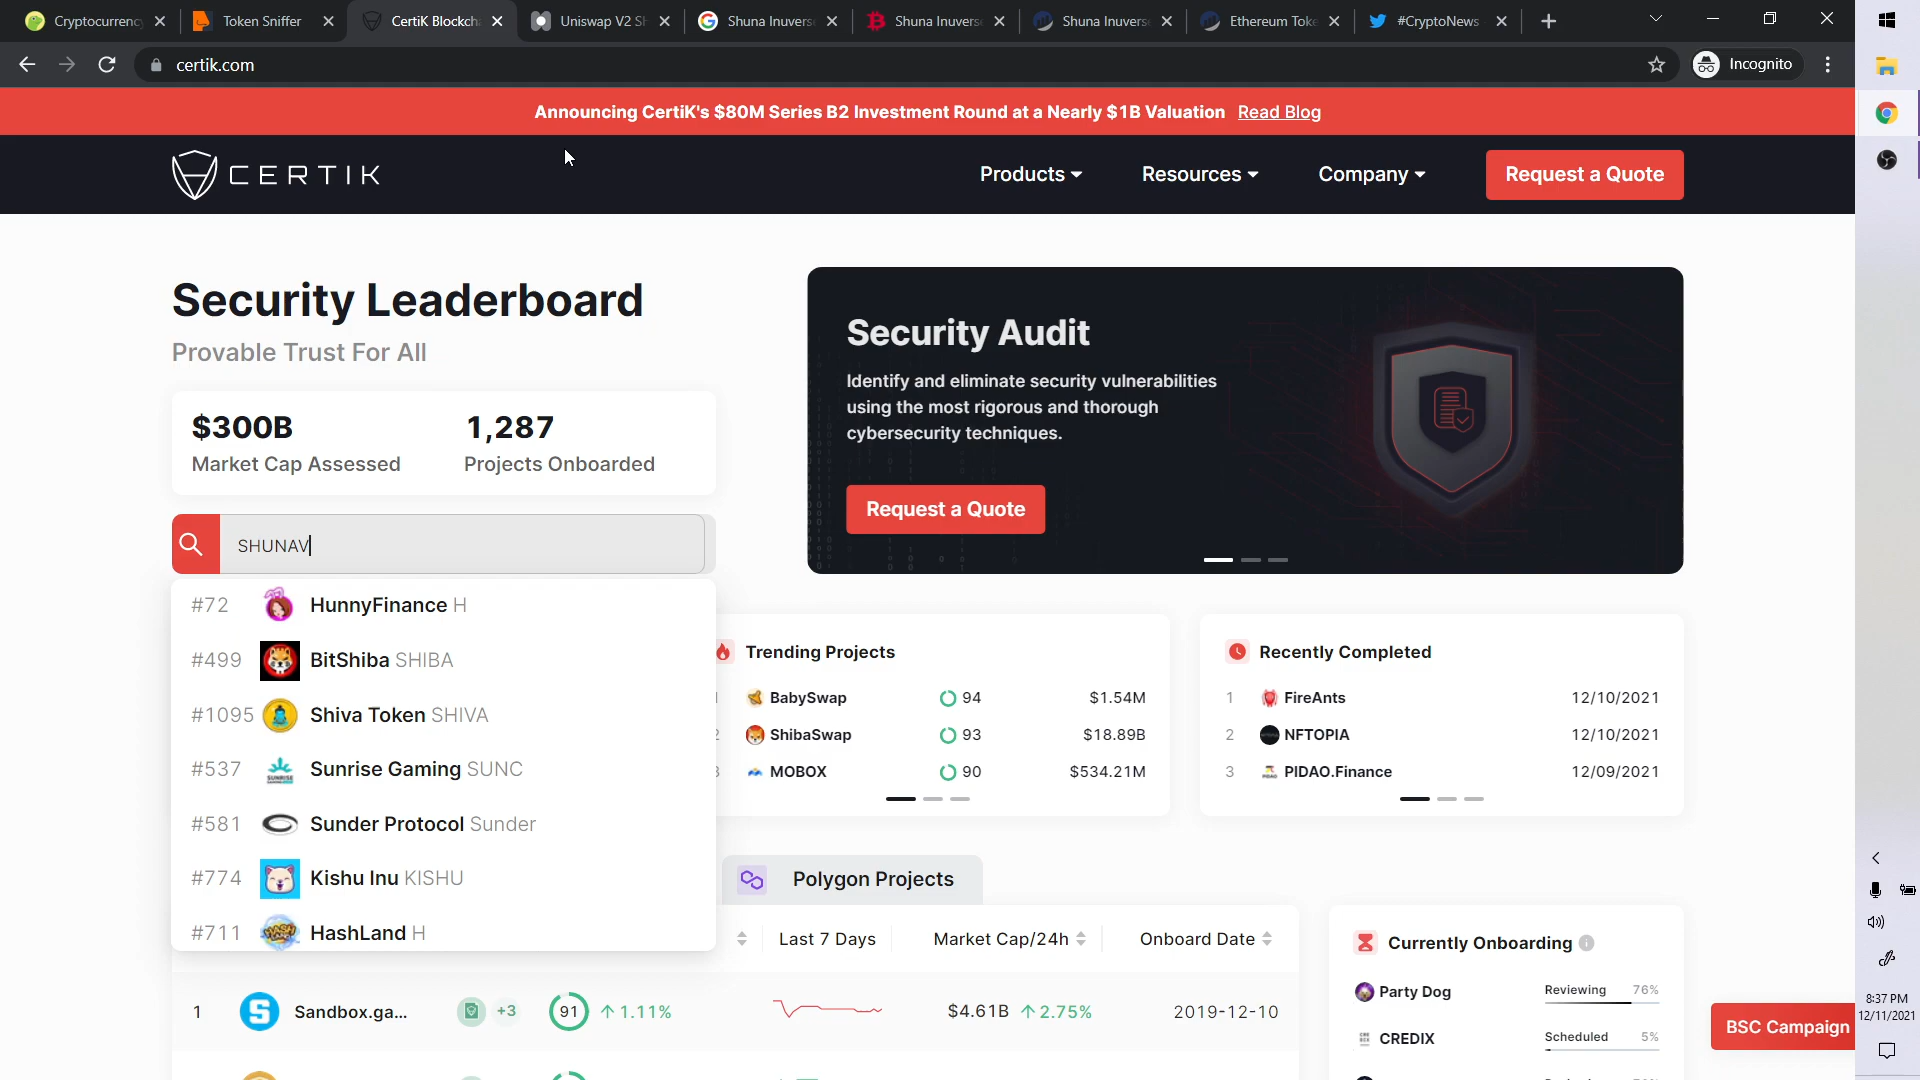 Cryptocurrenc
Token Sniffer
CertiK Blockcha
Uniswap V2 SH
Shuna Inuverse
Shuna Inuverse
Shuna Inuverse
Ethereum Toke
#CryptoNews
certik.com
Incognito
Announcing CertiK's $80M Series B2 Investment Round at a Nearly $1B Valuation Read Blog
CERTIK
Products
Resources
Company
Request a Quote
Security Leaderboard
Provable Trust For All
$300B
Market Cap Assessed
1,287
Projects Onboarded
Security Audit
Identify and eliminate security vulnerabilities
using the most rigorous and thorough
cybersecurity techniques.
Request a Quote
SHUNAV
#72 HunnyFinance H
#499 BitShiba SHIBA
#1095 Shiva Token SHIVA
#537 Sunrise Gaming SUNC
#581 Sunder Protocol Sunder
#774 Kishu Inu KISHU
#711 HashLand H
Trending Projects
BabySwap 94 $1.54M
ShibaSwap 93 $18.89B
MOBOX 90 $534.21M
Recently Completed
1 FireAnts 12/10/2021
2 NFTOPIA 12/10/2021
3 PIDAO.Finance 12/09/2021
Polygon Projects
Last 7 Days Market Cap/24h Onboard Date
1 Sandbox.ga... +3 91 1.11% $4.61B 2.75% 2019-12-10
Currently Onboarding
Party Dog Reviewing 76%
CREDIX Scheduled 5%
BSC Campaign
8:37 PM
12/11/2021